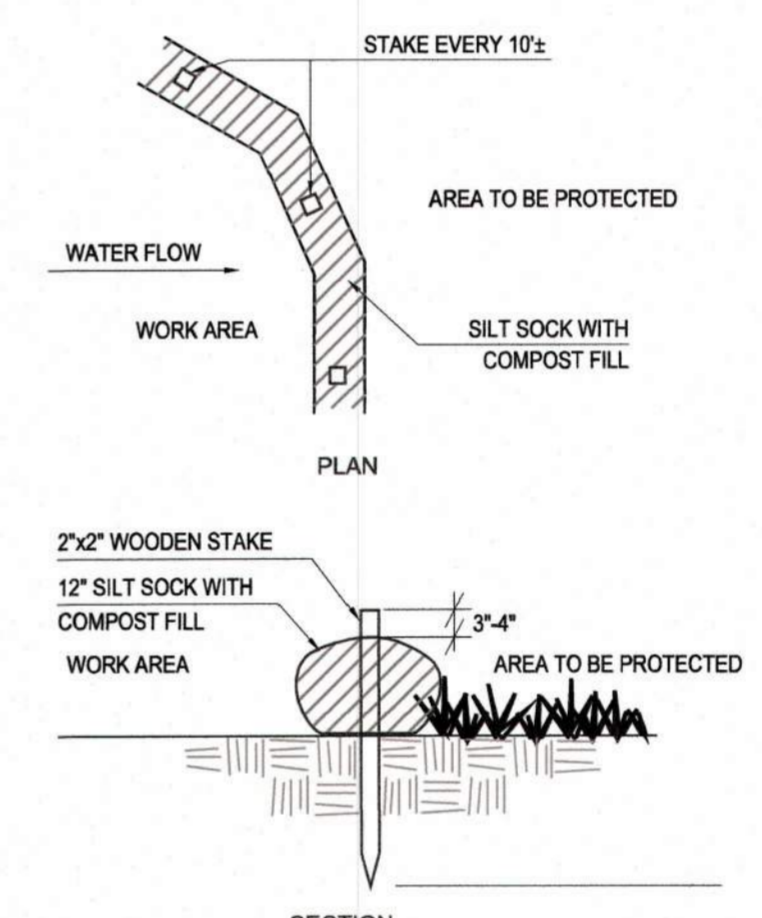 STAKE EVERY 10'±
AREA TO BE PROTECTED
WATER FLOW
WORK AREA
SILT SOCK WITH
COMPOST FILL
PLAN
2"x2" WOODEN STAKE
12" SILT SOCK WITH
COMPOST FILL
3"-4"
WORK AREA
AREA TO BE PROTECTED
SECTION